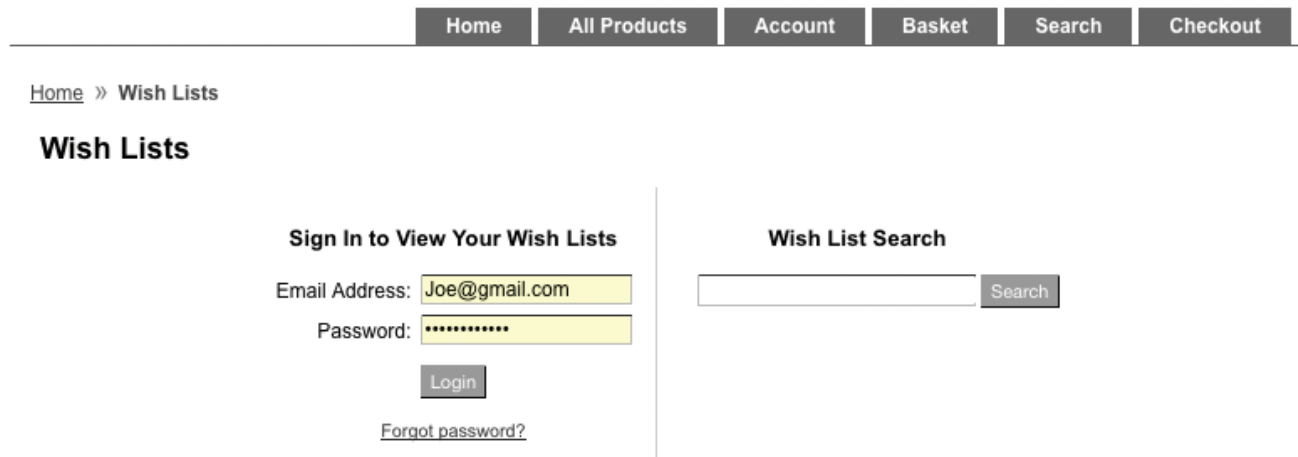 Home All Products Account Basket Search Checkout
Home » Wish Lists
Wish Lists
Sign In to View Your Wish Lists
Email Address: Joe@gmail.com
Password: ••••••••••••
Login
Forgot password?
Wish List Search
Search